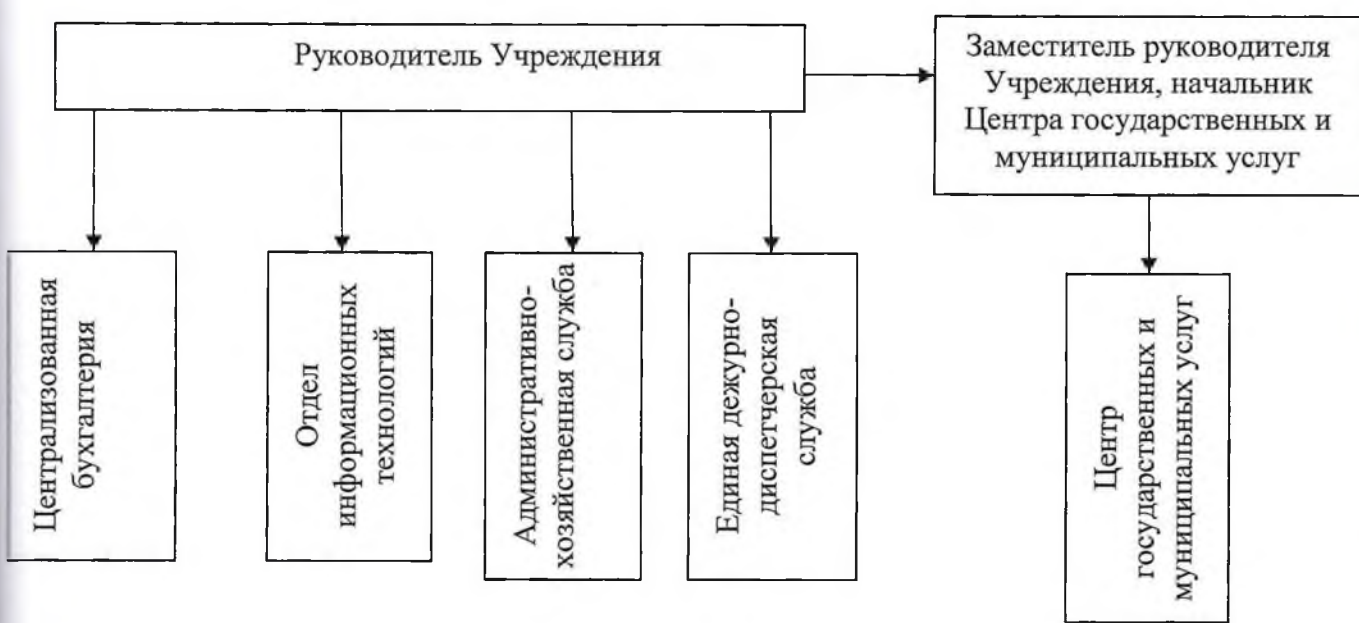 Руководитель Учреждения
Заместитель руководителя
Учреждения, начальник
Центра государственных и
муниципальных услуг
Централизованная
бухгалтерия
Отдел
информационных
технологий
Административно-
хозяйственная служба
Единая дежурно-
диспетчерская
служба
Центр
государственных и
муниципальных услуг